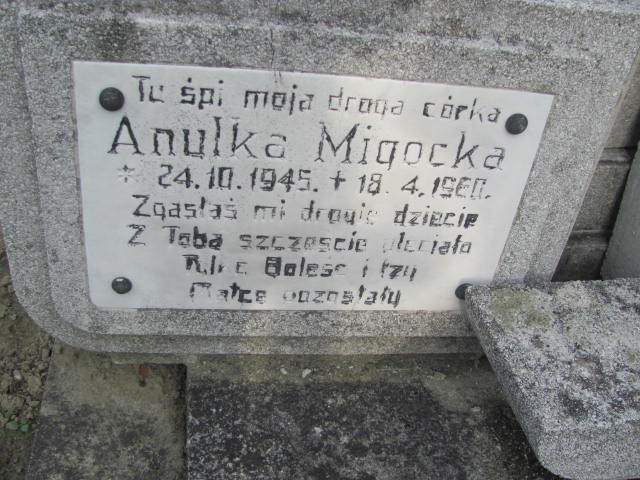 Tu śpi moja droga córka
Anulka Migocka
* 24.10.1945. + 18.4.1960.
Zgasłaś mi drogie dziecię
Z Tobą szczęście uleciało
Tylko Boleść i łzy
Matce pozostały